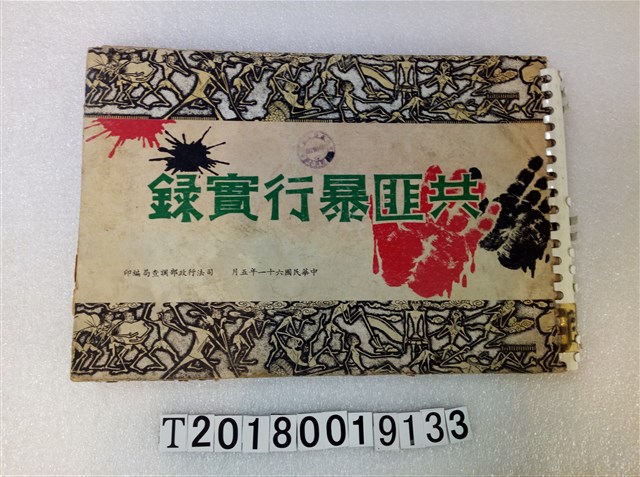 共匪暴行實錄
中華民國六十一年五月 司法行政部調查局編印
T20180019133